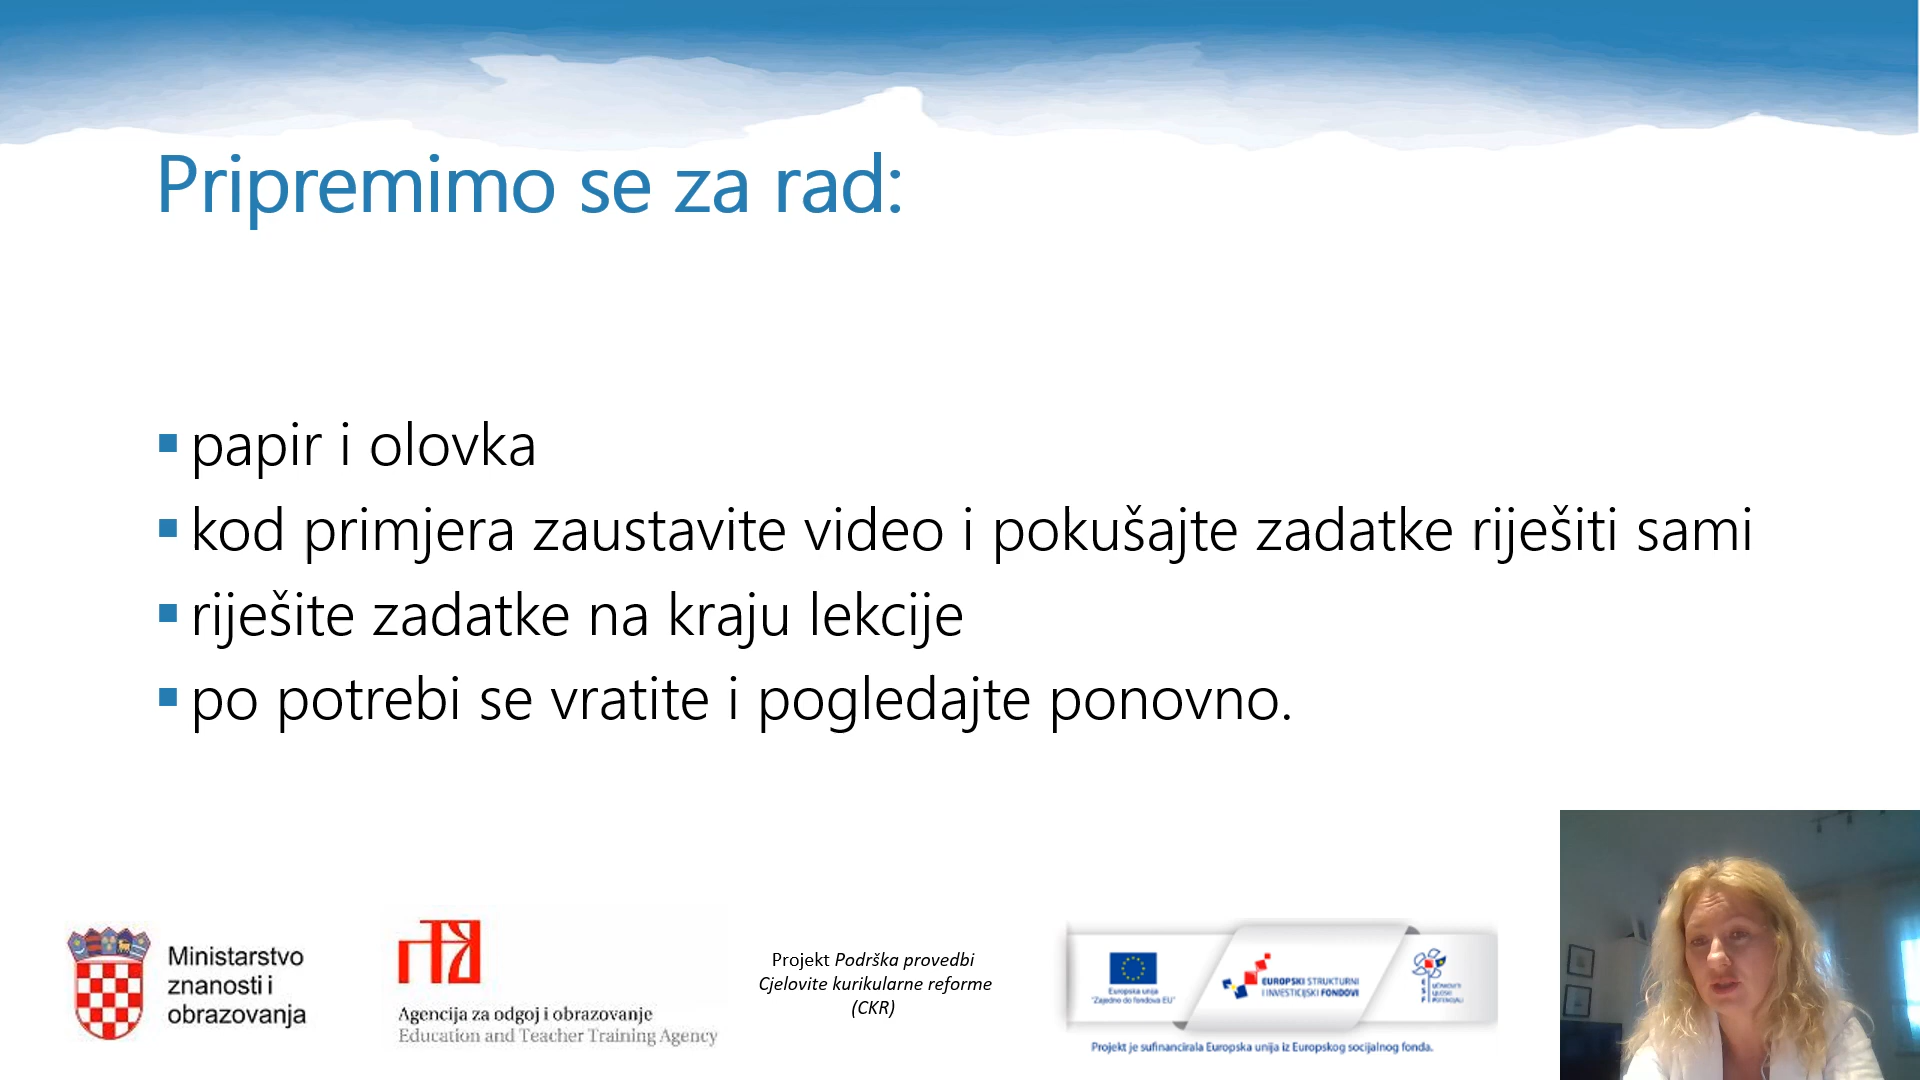 Pripremimo se za rad:
papir i olovka
kod primjera zaustavite video i pokušajte zadatke riješiti sami
riješite zadatke na kraju lekcije
po potrebi se vratite i pogledajte ponovno.
Ministarstvo
znanosti i
obrazovanja
Agencija za odgoj i obrazovanje
Education and Teacher Training Agency
Projekt Podrška provedbi
Cjelovite kurikularne reforme
(CKR)
Europska unija
"Zajedno do fondova EU"
EUROPSKI STRUKTURNI
I INVESTICIJSKI FONDOVI
Projekt je sufinancirala Europska unija iz Europskog socijalnog fonda.